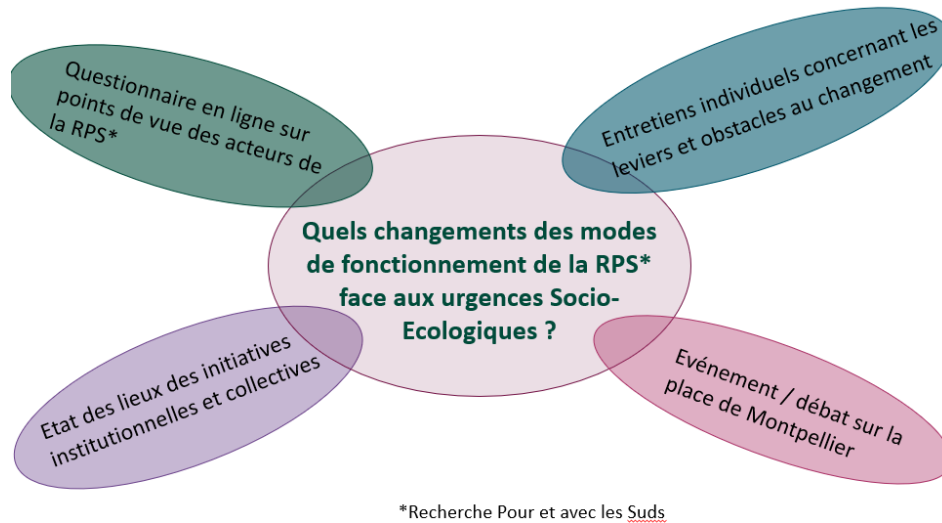 Questionnaire en ligne sur
points de vue des acteurs de
la RPS*
Entretiens individuels concernant les
leviers et obstacles au changement
Quels changements des modes
de fonctionnement de la RPS*
face aux urgences Socio-
Ecologiques ?
Etat des lieux des initiatives
institutionnelles et collectives
Evénement / débat sur la
place de Montpellier
*Recherche Pour et avec les Suds